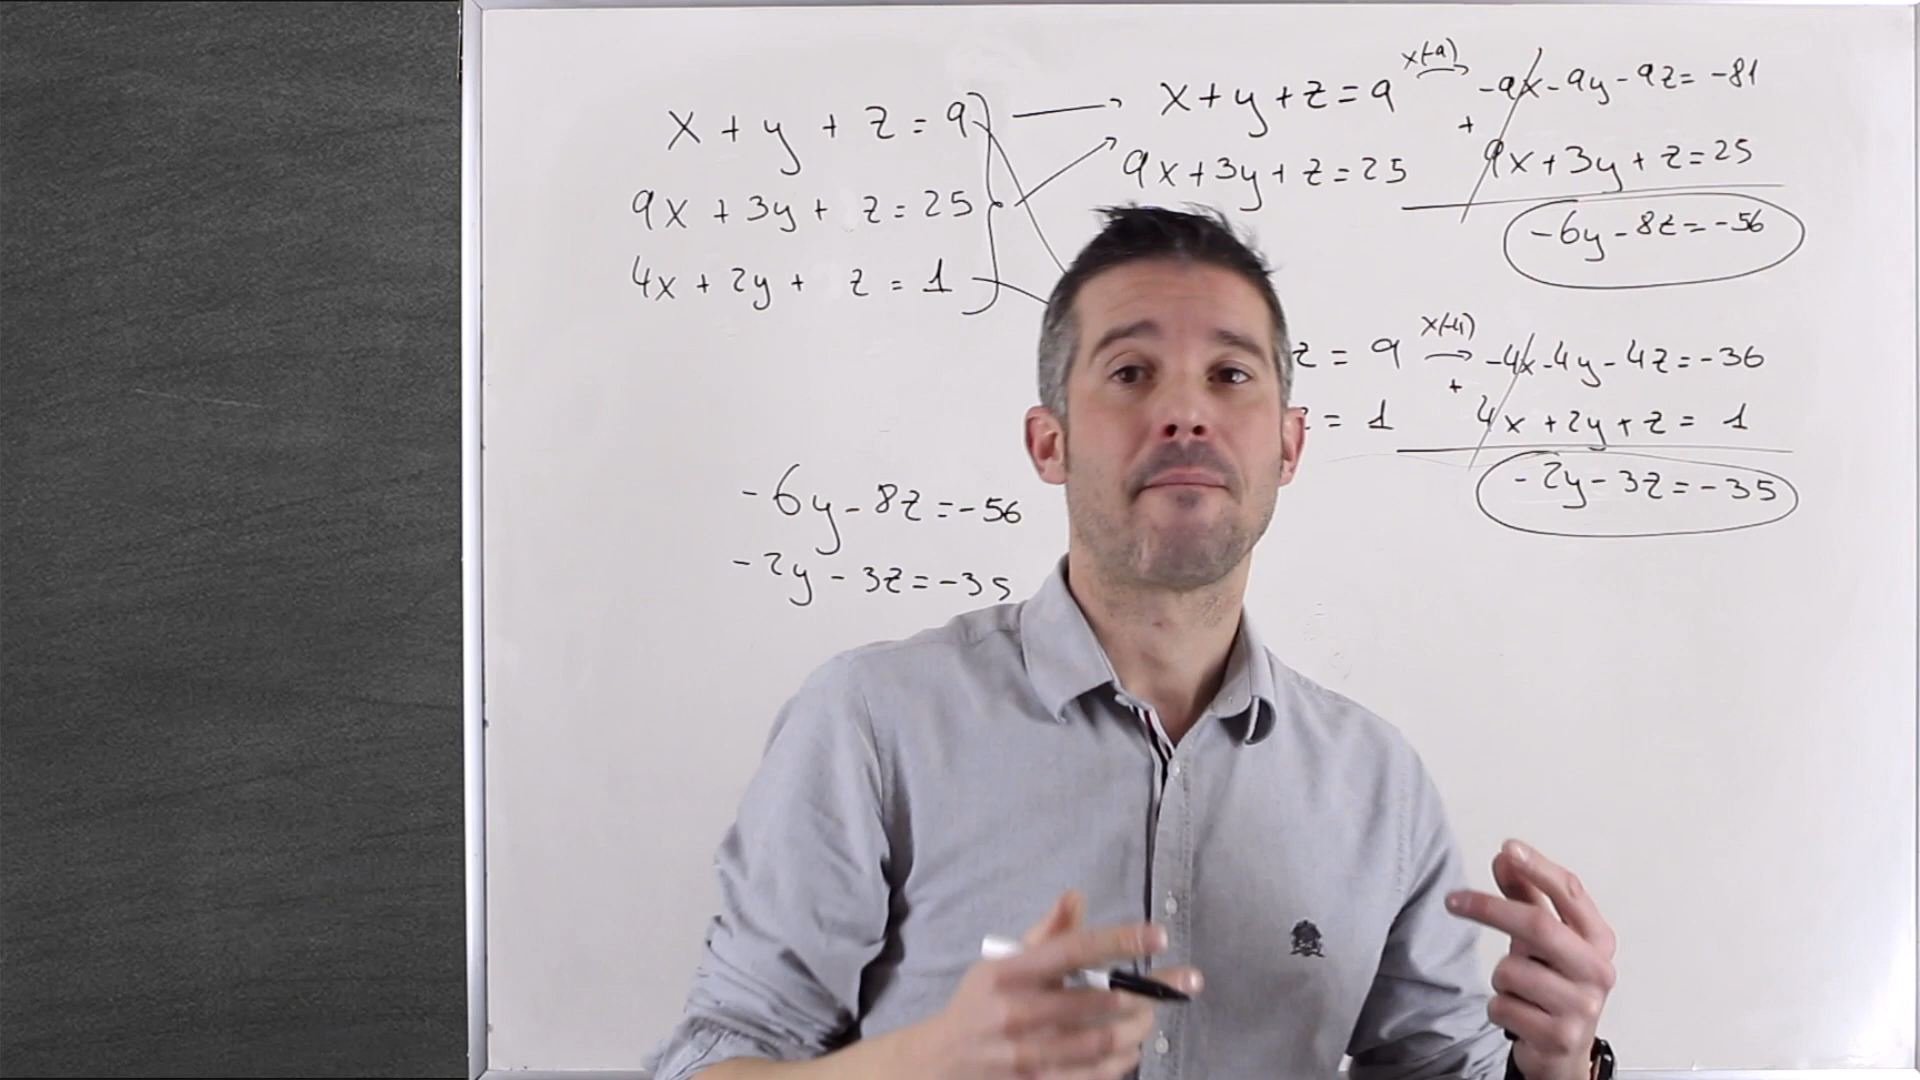 x + y + z = 9
9x + 3y + z = 25
4x + 2y + z = 1
x + y + z = 9
9x + 3y + z = 25
x(-9)
-9x - 9y - 9z = -81
+
9x + 3y + z = 25
-6y - 8z = -56
z = 9
= 1
x(-4)
-4x - 4y - 4z = -36
+
4x + 2y + z = 1
-2y - 3z = -35
-6y - 8z = -56
-2y - 3z = -35